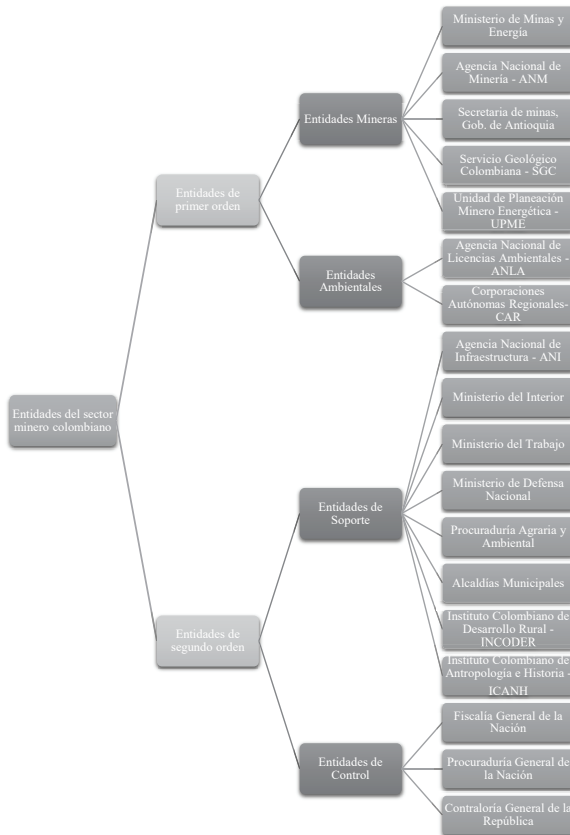 Entidades del sector
minero colombiano
Entidades de
primer orden
Entidades Mineras
Ministerio de Minas y
Energía
Agencia Nacional de
Minería - ANM
Secretaria de minas,
Gob. de Antioquia
Servicio Geológico
Colombiana - SGC
Unidad de Planeación
Minero Energética -
UPME
Entidades
Ambientales
Agencia Nacional de
Licencias Ambientales -
ANLA
Corporaciones
Autónomas Regionales-
CAR
Entidades de
segundo orden
Entidades de
Soporte
Agencia Nacional de
Infraestructura - ANI
Ministerio del Interior
Ministerio del Trabajo
Ministerio de Defensa
Nacional
Procuraduría Agraria y
Ambiental
Alcaldías Municipales
Instituto Colombiano de
Desarrollo Rural -
INCODER
Instituto Colombiano de
Antropología e Historia -
ICANH
Entidades de
Control
Fiscalía General de la
Nación
Procuraduría General de
la Nación
Contraloría General de la
República